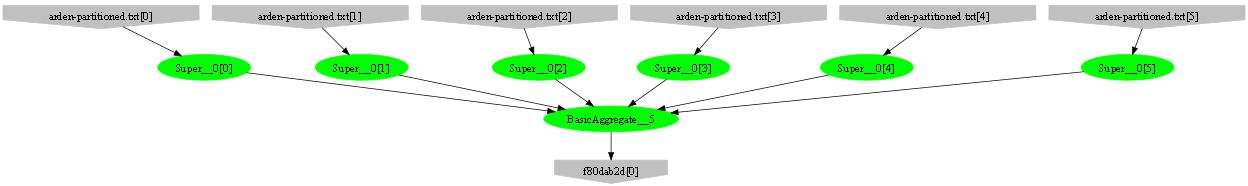 arden-partitioned.txt[0]
arden-partitioned.txt[1]
arden-partitioned.txt[2]
arden-partitioned.txt[3]
arden-partitioned.txt[4]
arden-partitioned.txt[5]
Super__0[0]
Super__0[1]
Super__0[2]
Super__0[3]
Super__0[4]
Super__0[5]
BasicAggregate__5
f80dab2d[0]